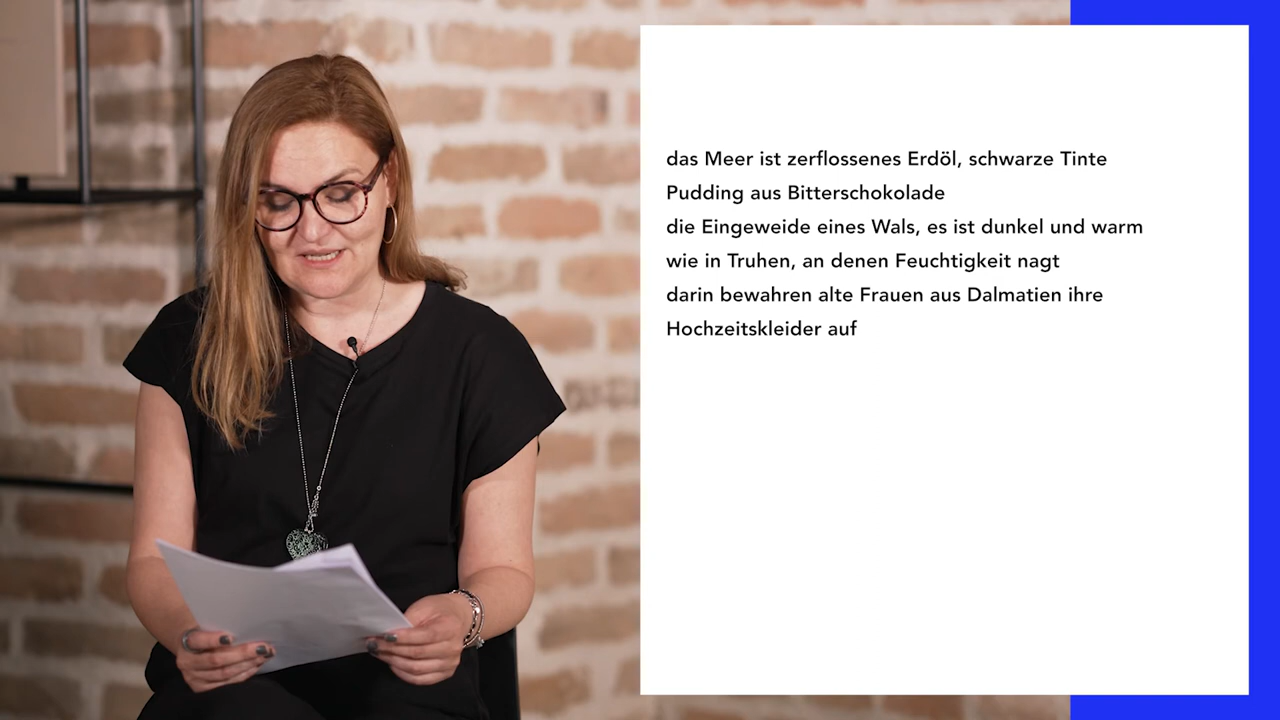 das Meer ist zerflossenes Erdöl, schwarze Tinte
Pudding aus Bitterschokolade
die Eingeweide eines Wals, es ist dunkel und warm
wie in Truhen, an denen Feuchtigkeit nagt
darin bewahren alte Frauen aus Dalmatien ihre
Hochzeitskleider auf